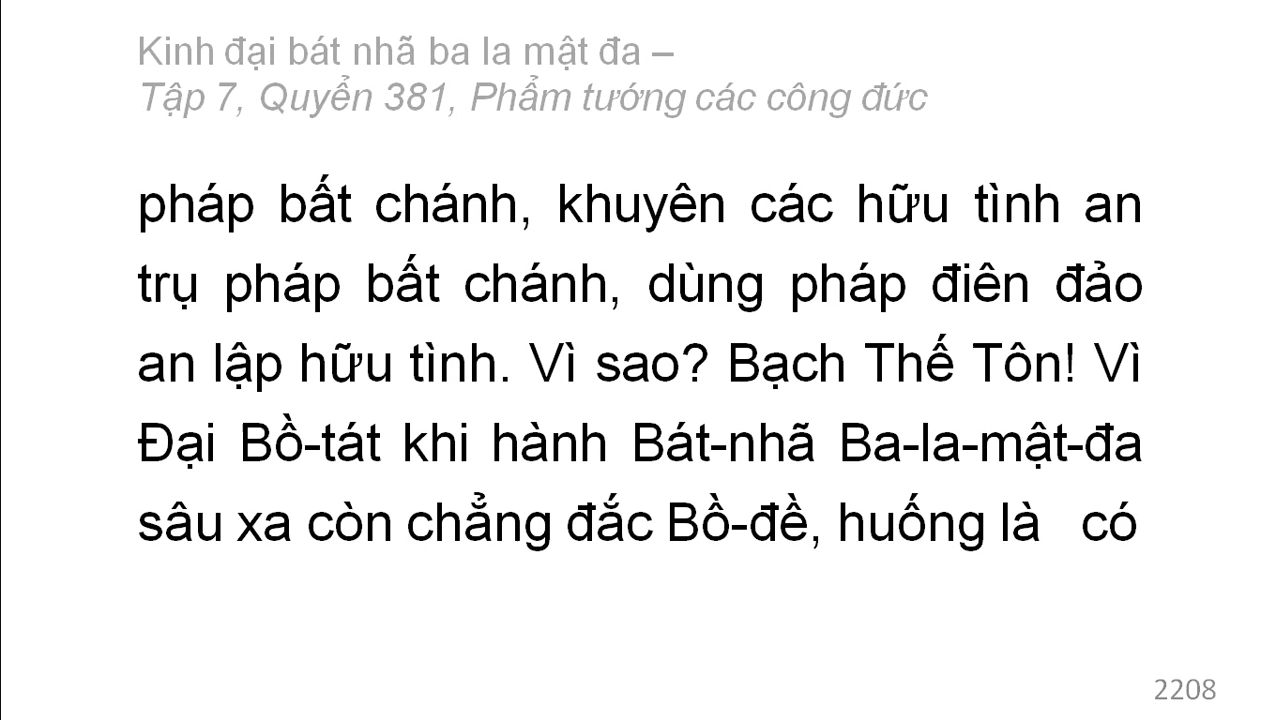 Kinh đại bát nhã ba la mật đa –
Tập 7, Quyển 381, Phẩm tướng các công đức
pháp bất chánh, khuyên các hữu tình an
trụ pháp bất chánh, dùng pháp điên đảo
an lập hữu tình. Vì sao? Bạch Thế Tôn! Vì
Đại Bồ-tát khi hành Bát-nhã Ba-la-mật-đa
sâu xa còn chẳng đắc Bồ-đề, huống là có
2208